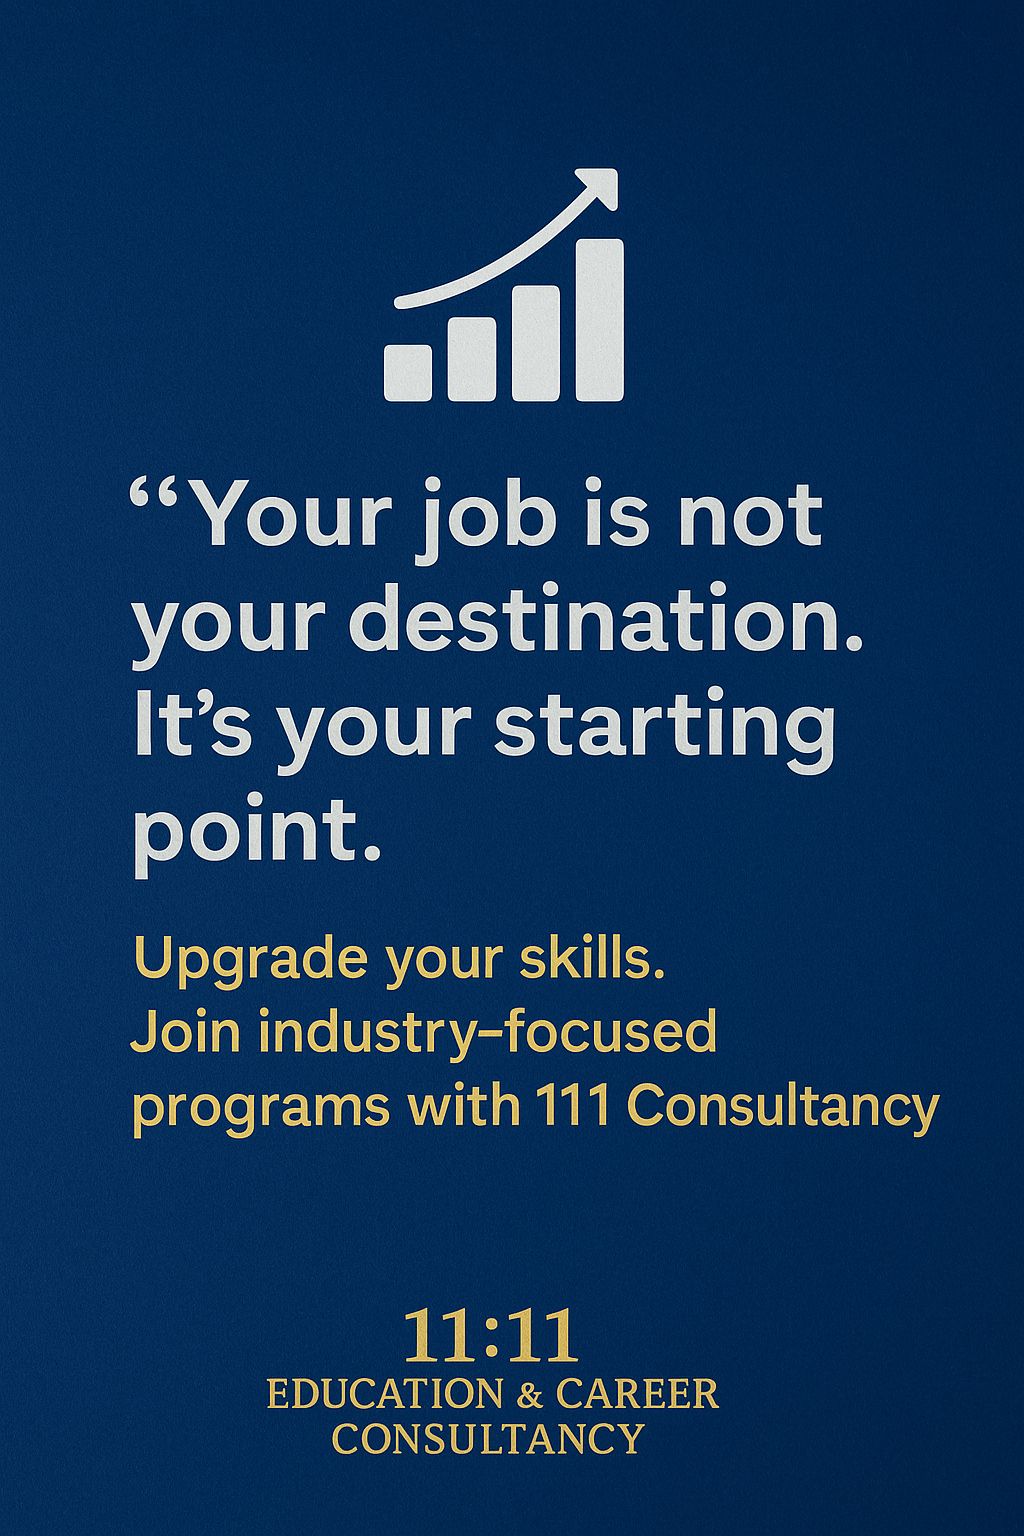 “Your job is not
your destination.
It’s your starting
point.
Upgrade your skills.
Join industry–focused
programs with 111 Consultancy
11:11
EDUCATION & CAREER
CONSULTANCY